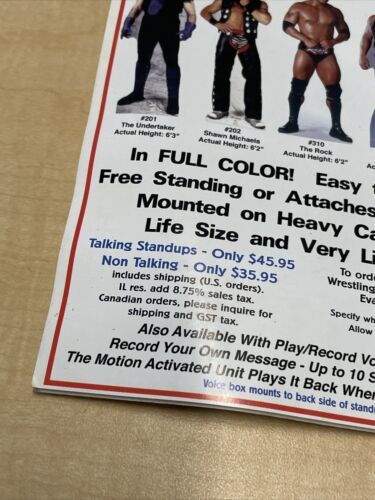 #201
The Undertaker
Actual Height: 6'3"
#202
Shawn Michaels
Actual Height: 6'2"
#310
The Rock
Actual Height: 6'2"
In FULL COLOR! Easy
Free Standing or Attaches
Mounted on Heavy Ca
Life Size and Very Li
Talking Standups - Only $45.95
Non Talking - Only $35.95
includes shipping (U.S. orders).
IL res. add 8.75% sales tax.
Canadian orders, please inquire for
shipping and GST tax.
To orde
Wrestling
Eva
Specify wh
Allow
Also Available With Play/Record Vo
Record Your Own Message - Up to 10 S
The Motion Activated Unit Plays It Back When
Voice box mounts to back side of stand